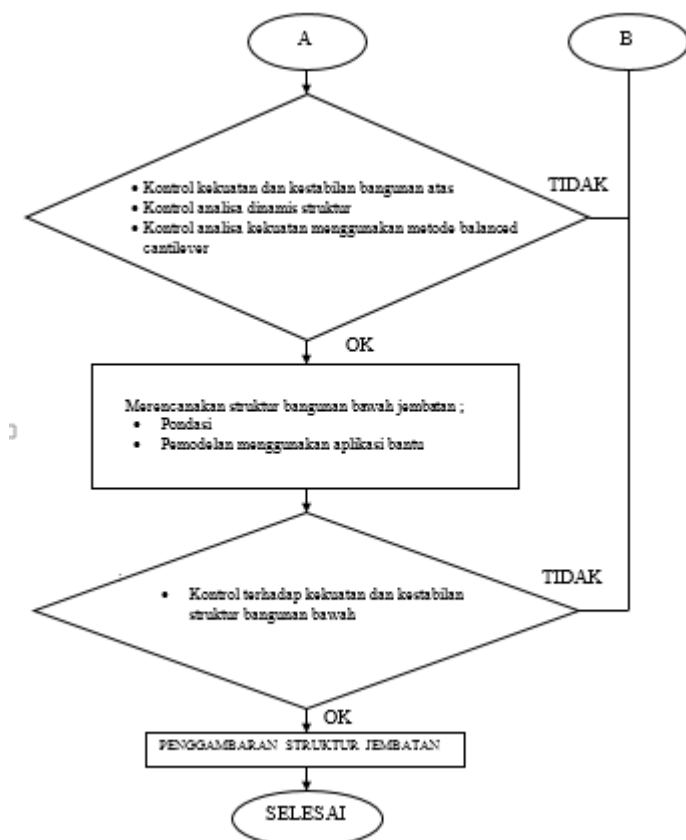 A
B
• Kontrol kekuatan dan kestabilan bangunan atas
• Kontrol analisa dinamis struktur
• Kontrol analisa kekuatan menggunakan metode balanced
cantilever
TIDAK
OK
Merencanakan struktur bangunan bawah jembatan ;
• Pondasi
• Pemodelan menggunakan aplikasi bantu
TIDAK
• Kontrol terhadap kekuatan dan kestabilan
struktur bangunan bawah
OK
PENGGAMBARAN STRUKTUR JEMBATAN
SELESAI